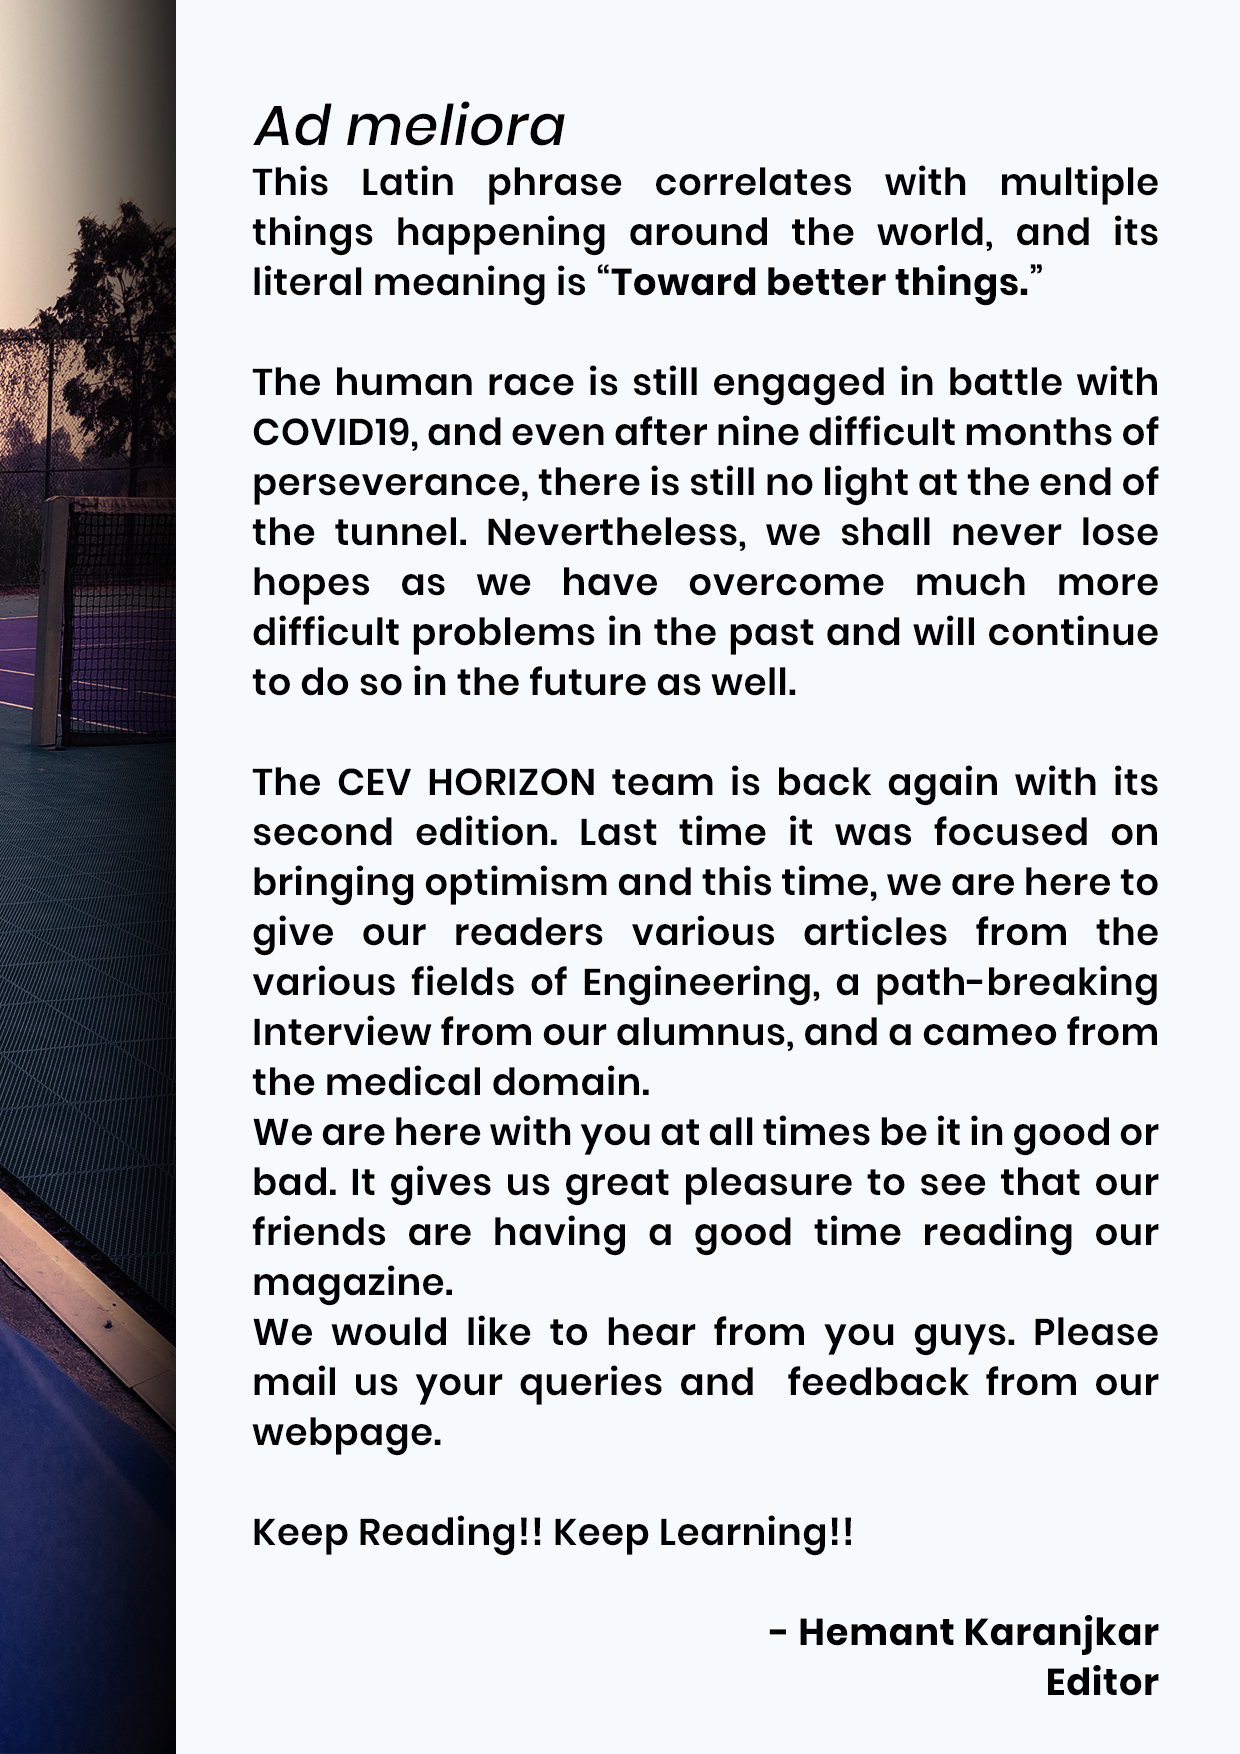 Ad meliora
This Latin phrase correlates with multiple
things happening around the world, and its
literal meaning is “Toward better things.”
The human race is still engaged in battle with
COVID19, and even after nine difficult months of
perseverance, there is still no light at the end of
the tunnel. Nevertheless, we shall never lose
hopes as we have overcome much more
difficult problems in the past and will continue
to do so in the future as well.
The CEV HORIZON team is back again with its
second edition. Last time it was focused on
bringing optimism and this time, we are here to
give our readers various articles from the
various fields of Engineering, a path-breaking
Interview from our alumnus, and a cameo from
the medical domain.
We are here with you at all times be it in good or
bad. It gives us great pleasure to see that our
friends are having a good time reading our
magazine.
We would like to hear from you guys. Please
mail us your queries and  feedback from our
webpage.
Keep Reading!! Keep Learning!!
- Hemant Karanjkar
Editor